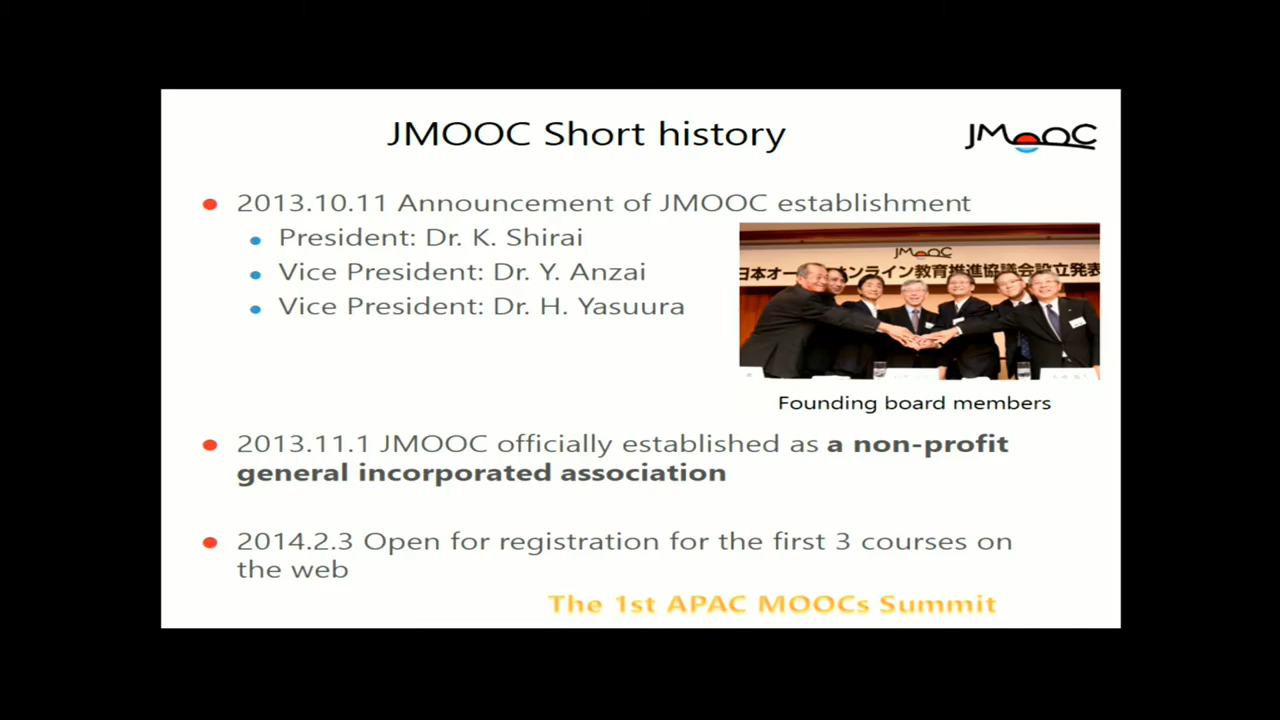 JMOOC Short history
JMOOC
2013.10.11 Announcement of JMOOC establishment
President: Dr. K. Shirai
Vice President: Dr. Y. Anzai
Vice President: Dr. H. Yasuura
JMOOC
日本オー オンライン教育推進協議会設立発表
Founding board members
2013.11.1 JMOOC officially established as a non-profit
general incorporated association
2014.2.3 Open for registration for the first 3 courses on
the web
The 1st APAC MOOCs Summit